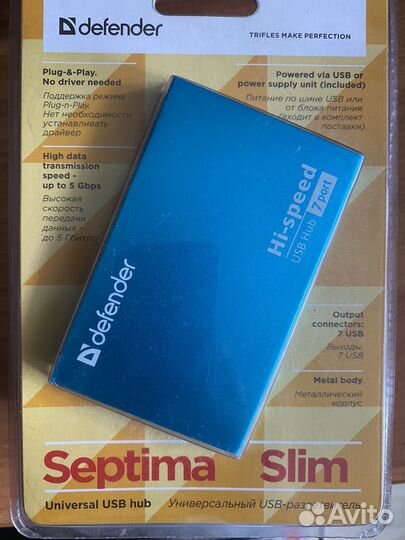 defender
TRIFLES MAKE PERFECTION
Plug-&-Play.
No driver needed
Поддержка режима
Plug-n-Play.
Нет необходимости
устанавливать
драйвер
Powered via USB or
power supply unit (included)
Питание по шине USB или
от блока питания
(входит в комплект
поставки)
High data
transmission
speed -
up to 5 Gbps
Высокая
скорость
передачи
данных –
до 5 Гбит/с
Hi-speed
USB Hub 7 port
defender
Output
connectors:
7 USB
Выходы:
7 USB
Metal body
Металлический
корпус
Septima Slim
Universal USB hub Универсальный USB-разветвитель
Avito